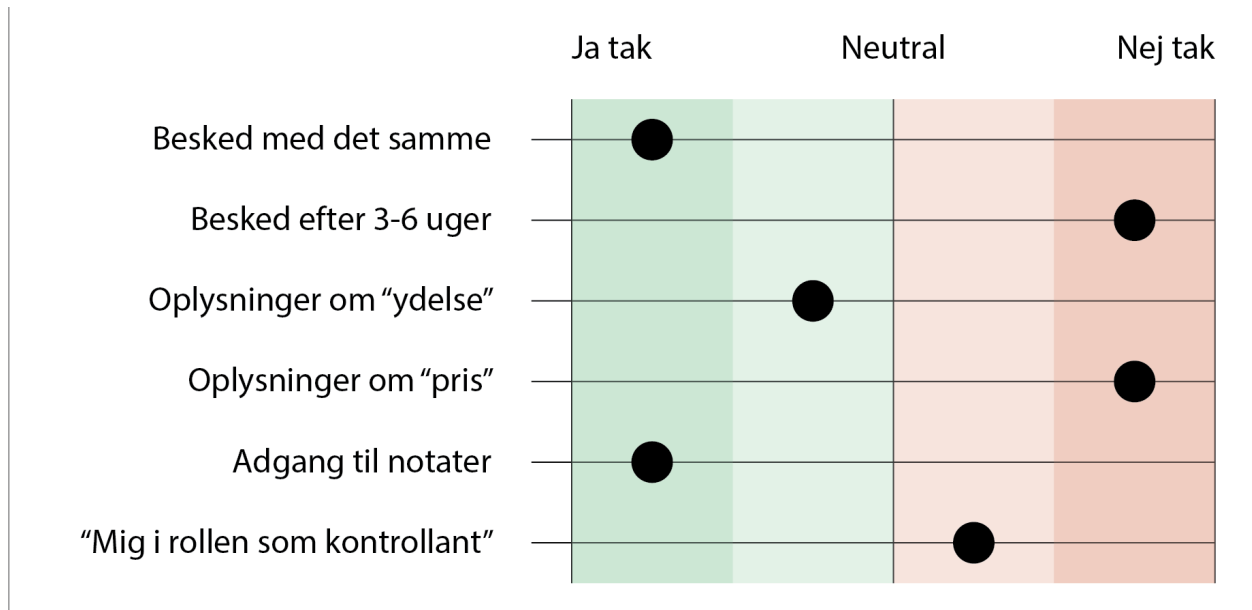 Ja tak Neutral Nej tak
Besked med det samme
Besked efter 3-6 uger
Oplysninger om “ydelse”
Oplysninger om “pris”
Adgang til notater
“Mig i rollen som kontrollant”